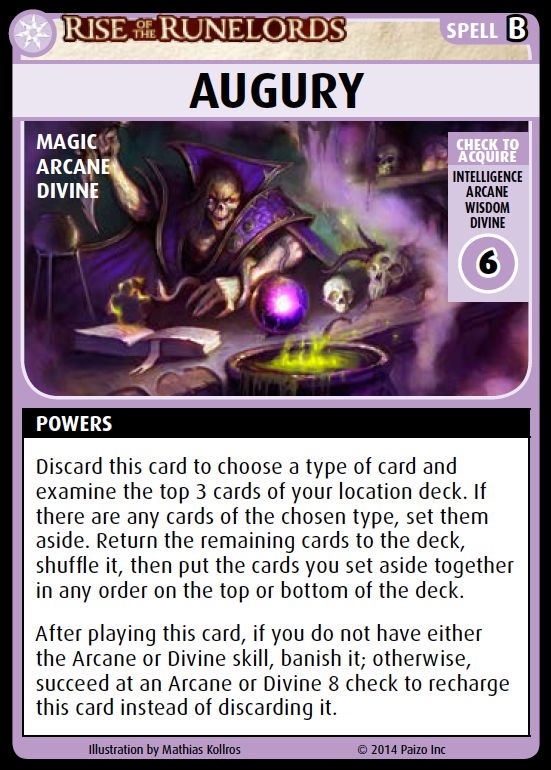 RISE OF THE RUNELORDS
SPELL B
AUGURY
MAGIC
ARCANE
DIVINE
CHECK TO
ACQUIRE
INTELLIGENCE
ARCANE
WISDOM
DIVINE
6
POWERS
Discard this card to choose a type of card and
examine the top 3 cards of your location deck. If
there are any cards of the chosen type, set them
aside. Return the remaining cards to the deck,
shuffle it, then put the cards you set aside together
in any order on the top or bottom of the deck.
After playing this card, if you do not have either
the Arcane or Divine skill, banish it; otherwise,
succeed at an Arcane or Divine 8 check to recharge
this card instead of discarding it.
Illustration by Mathias Kollros
© 2014 Paizo Inc